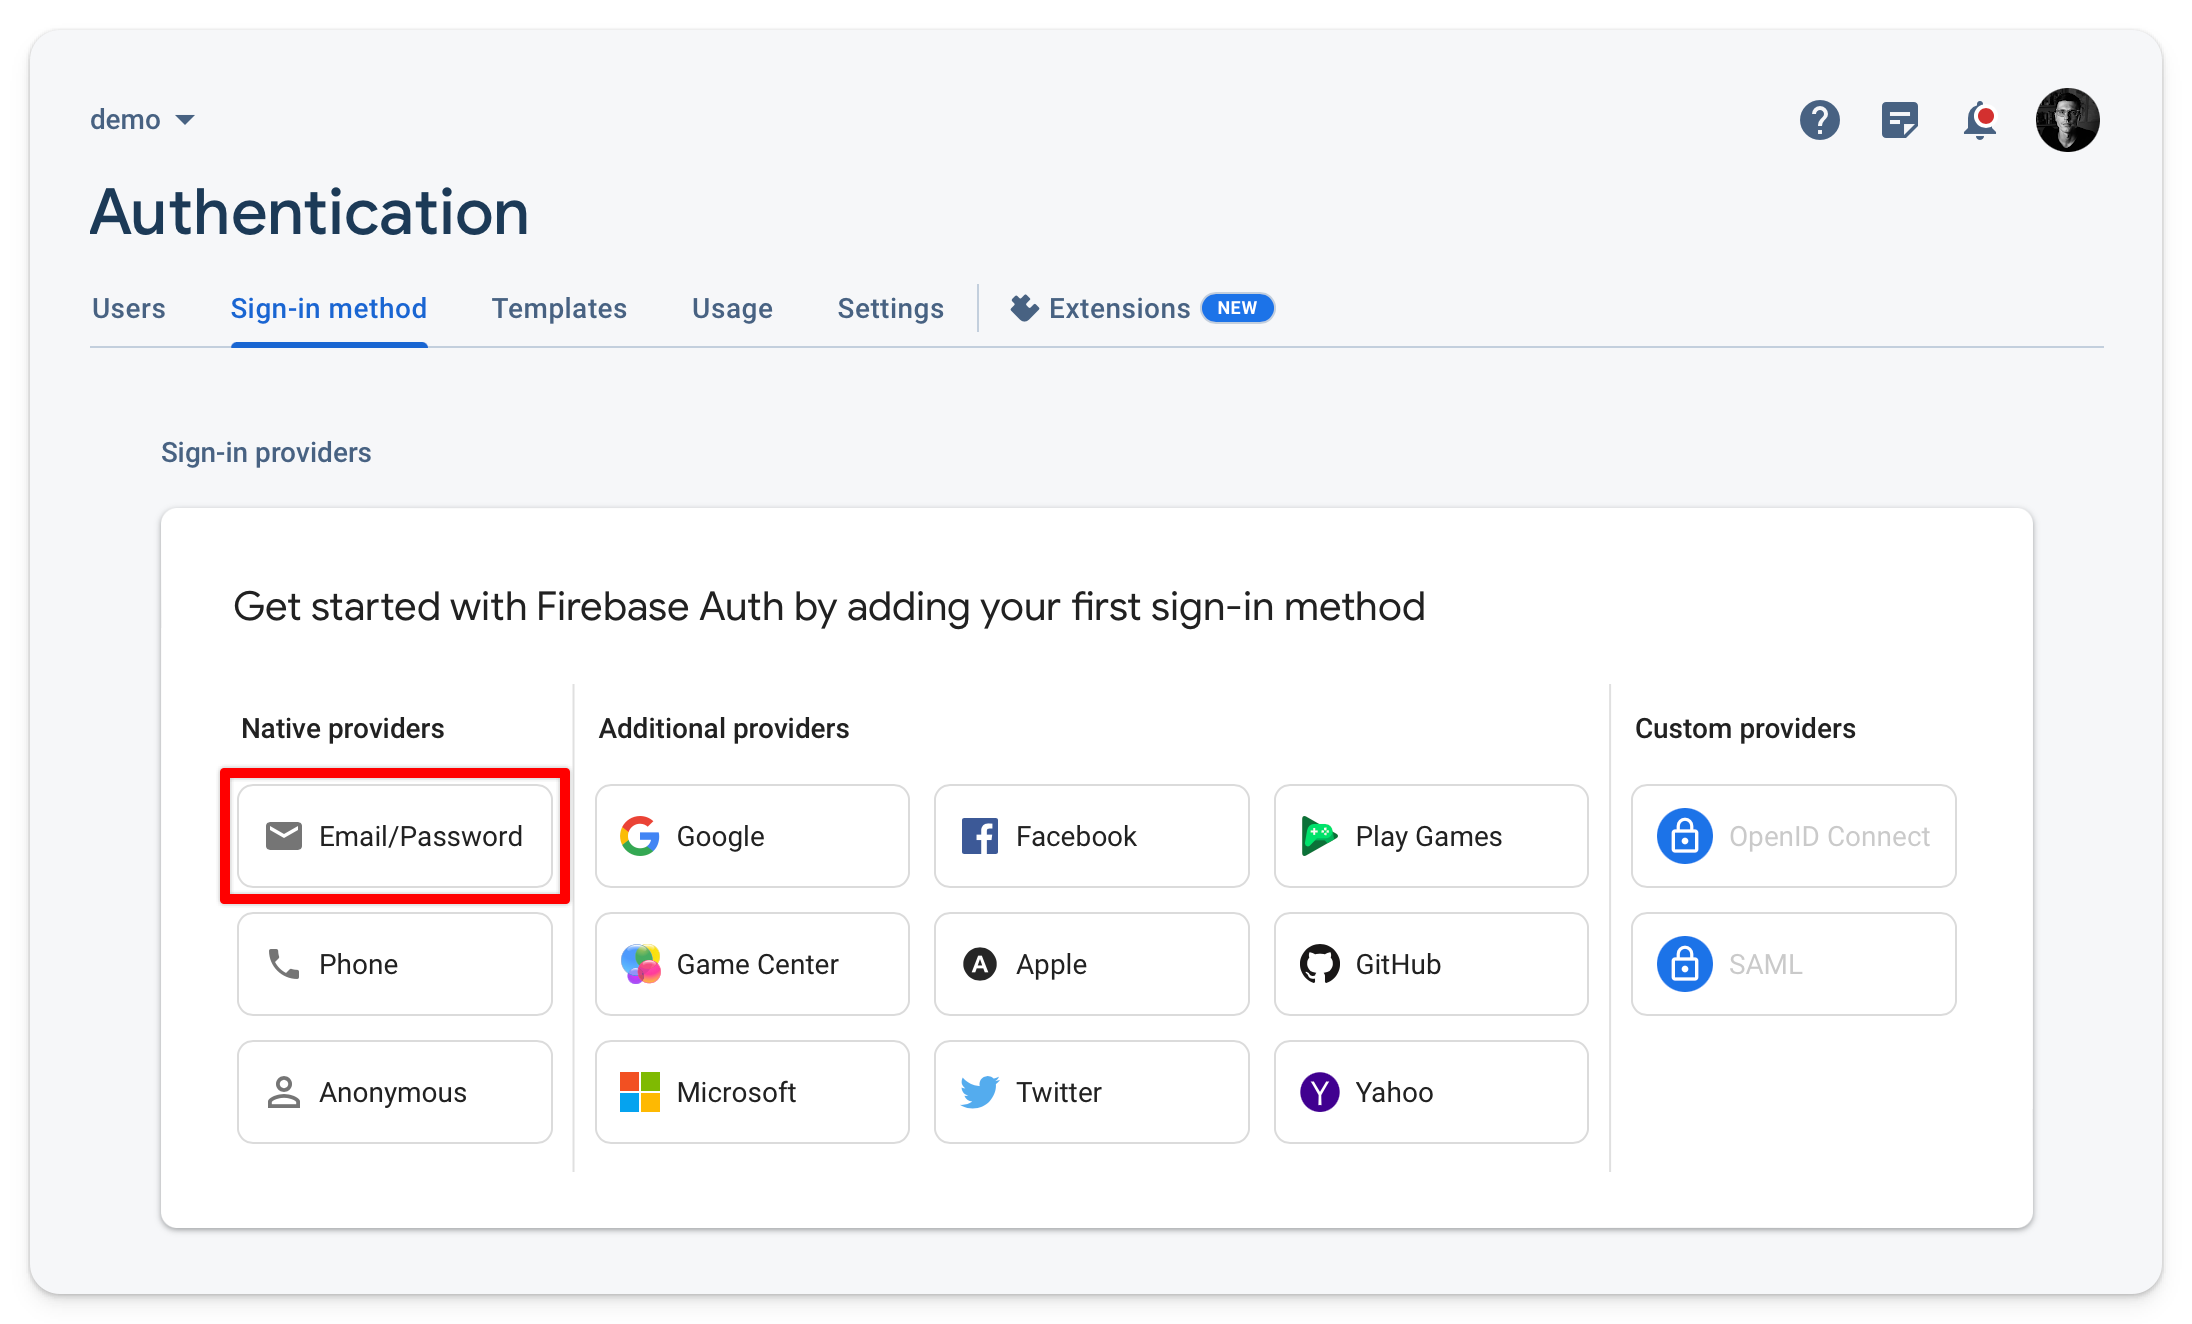 demo
Authentication
Users Sign-in method Templates Usage Settings Extensions NEW
Sign-in providers
Get started with Firebase Auth by adding your first sign-in method
Native providers Additional providers Custom providers
Email/Password Google Facebook Play Games OpenID Connect
Phone Game Center Apple GitHub SAML
Anonymous Microsoft Twitter Yahoo